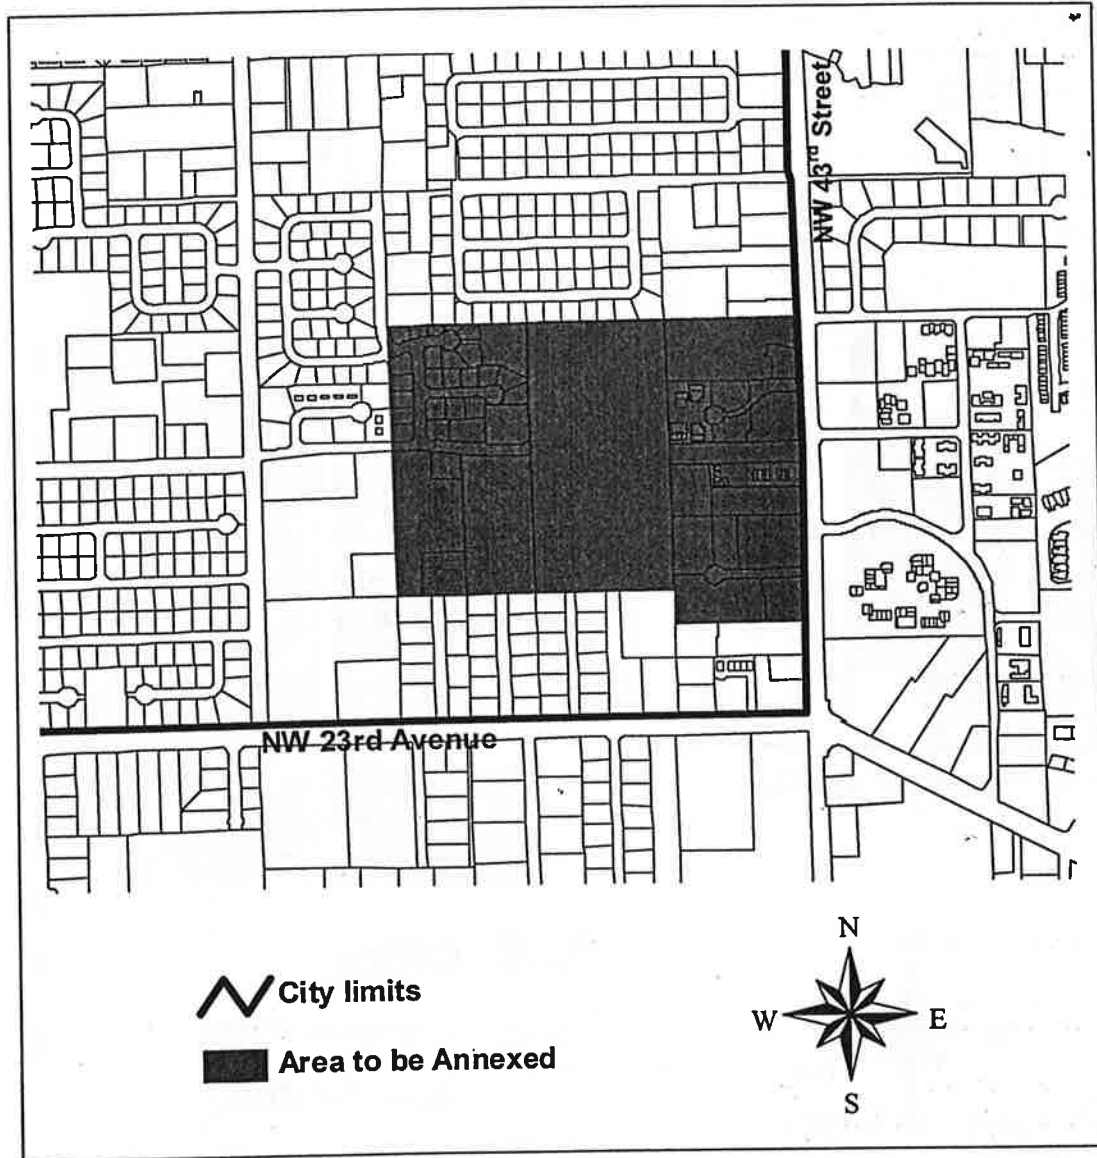 NW 43rd Street
NW 23rd Avenue
City limits
Area to be Annexed
N
W
E
S